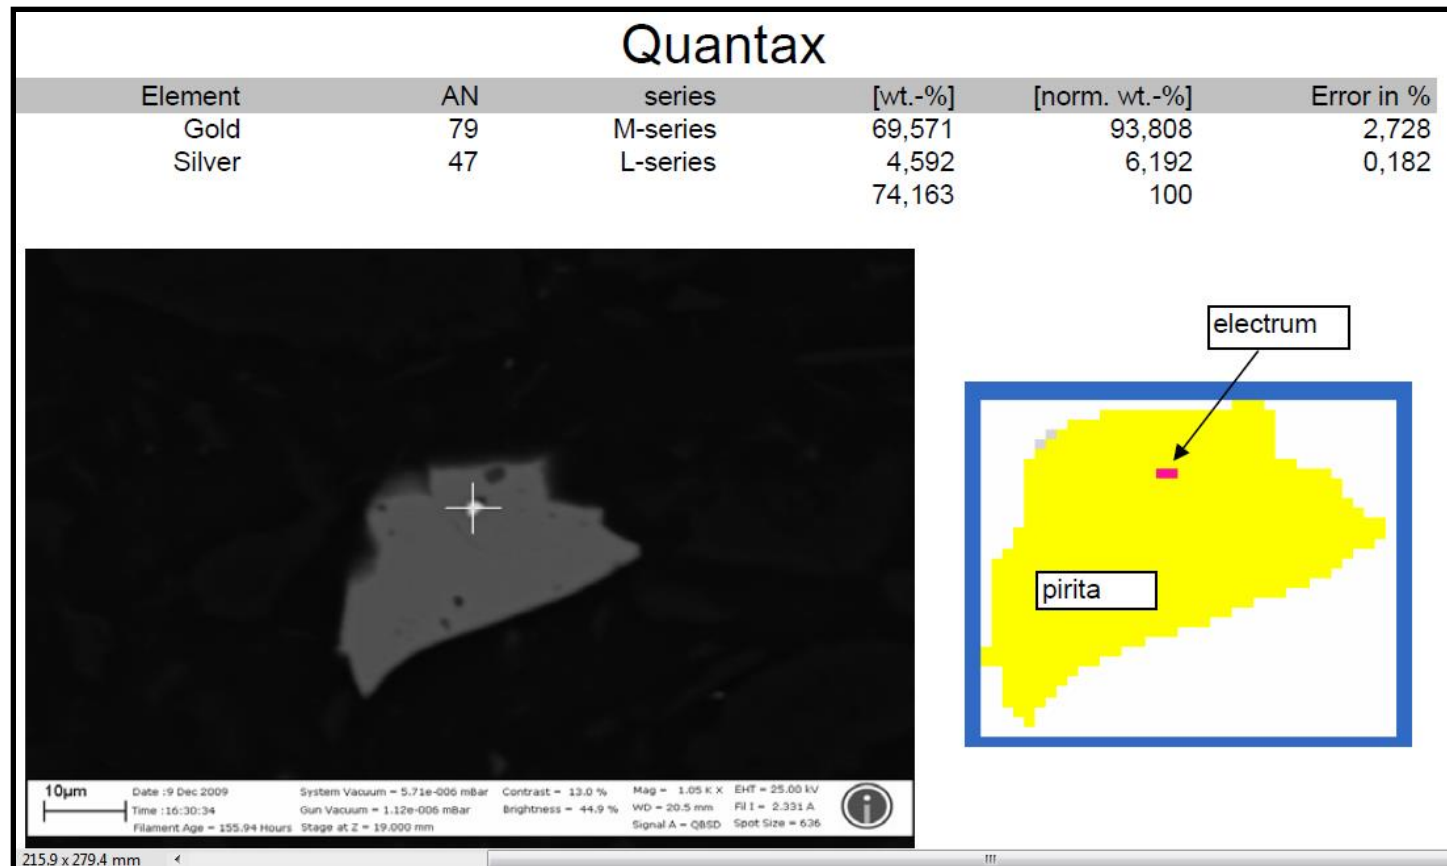 Quantax
Element AN series [wt.-%] [norm. wt.-%] Error in %
Gold 79 M-series 69,571 93,808 2,728
Silver 47 L-series 4,592 6,192 0,182
74,163 100
electrum
pirita
10µm Date :9 Dec 2009 System Vacuum = 5.71e-006 mBar Contrast = 13.0 % Mag = 1.05 K X EHT = 25.00 kV
Time :16:30:34 Gun Vacuum = 1.12e-006 mBar Brightness = 44.9 % WD = 20.5 mm Fil I = 2.331 A
Filament Age = 155.94 Hours Stage at Z = 19.000 mm Signal A = QBSD Spot Size = 636
215.9 x 279.4 mm